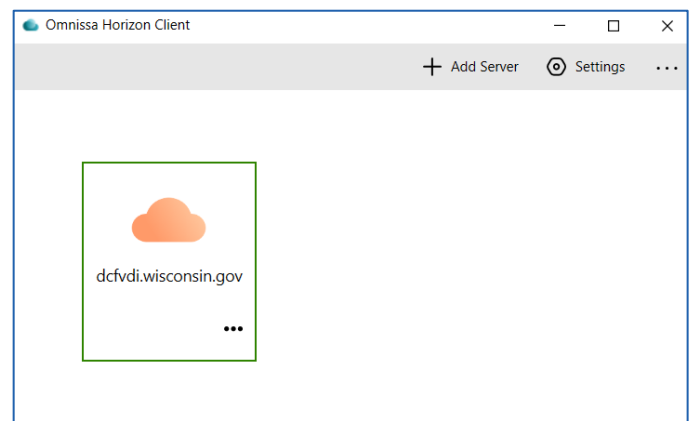 Omnissa Horizon Client
Add Server Settings
dcfvdi.wisconsin.gov